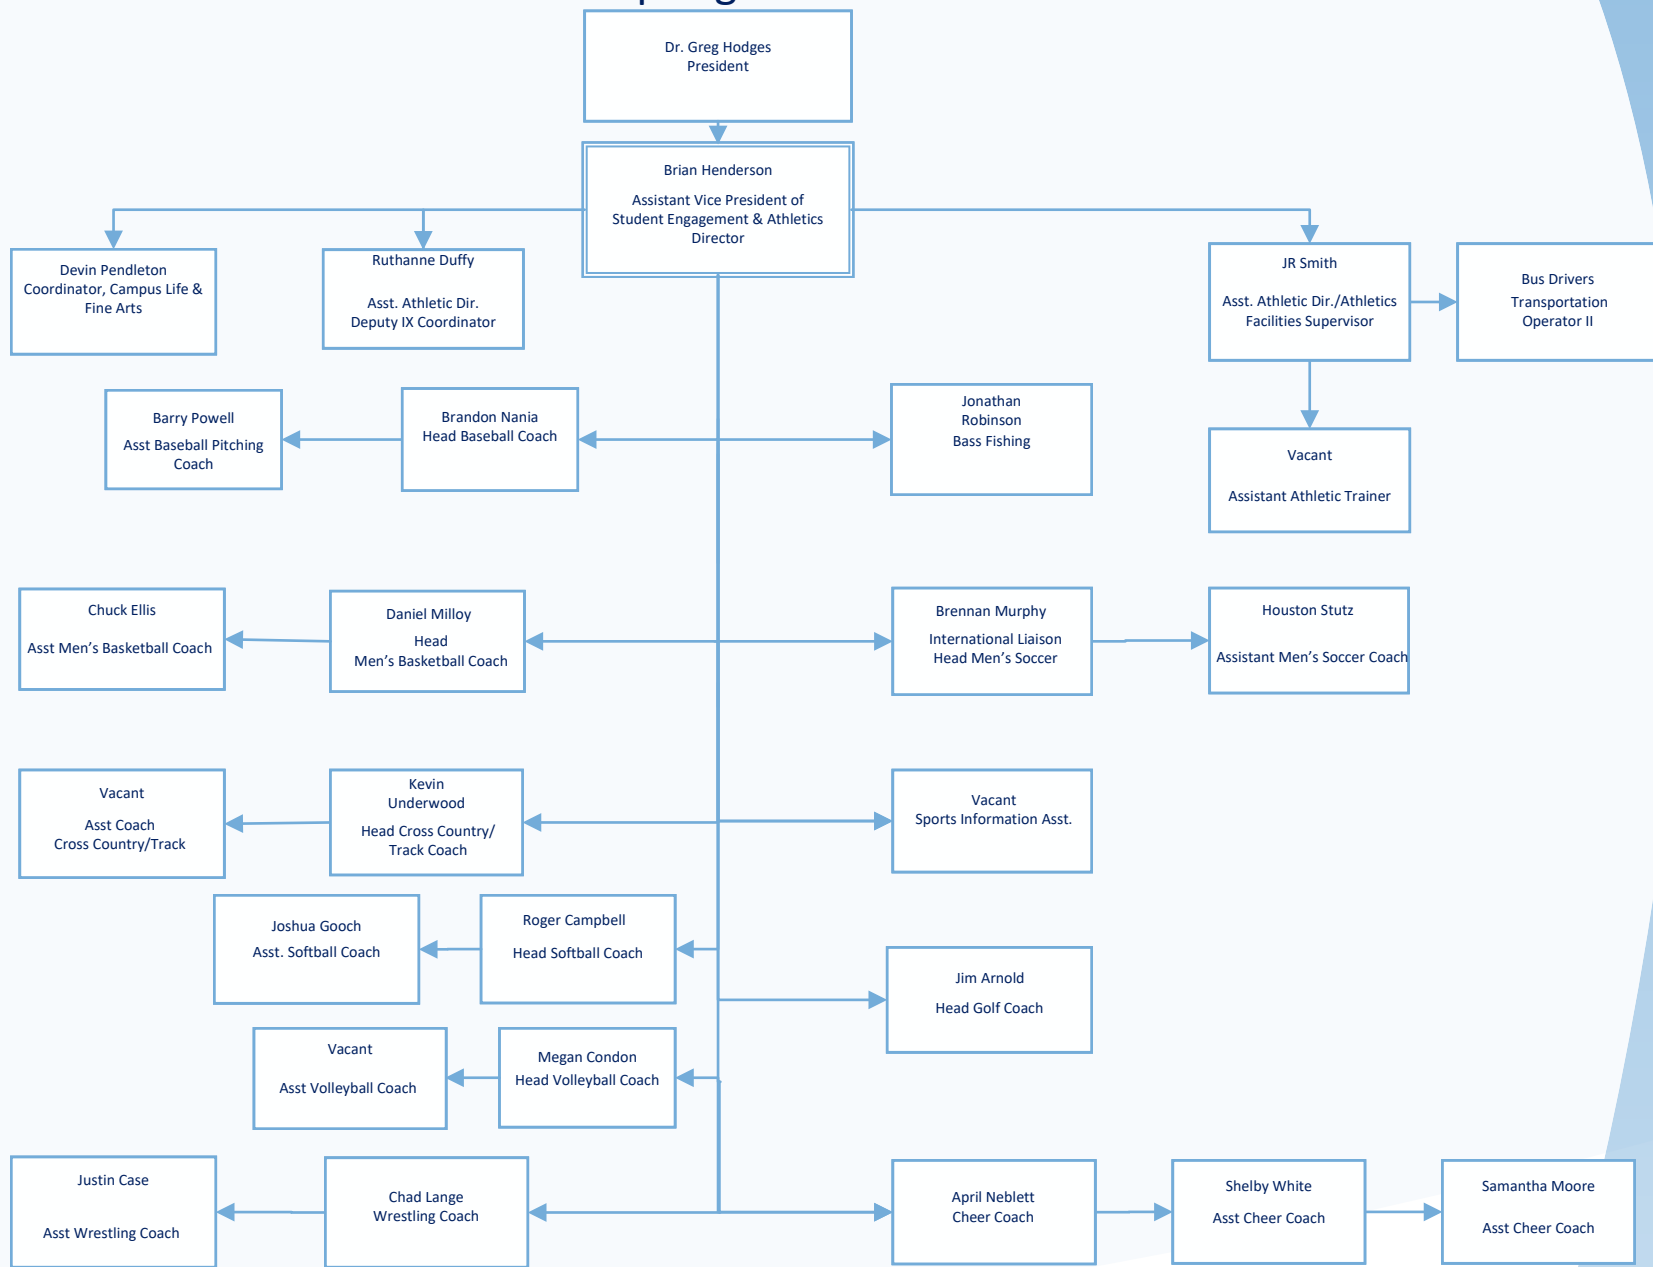 Dr. Greg Hodges
President
Brian Henderson
Assistant Vice President of
Student Engagement & Athletics
Director
Devin Pendleton
Coordinator, Campus Life &
Fine Arts
Ruthanne Duffy
Asst. Athletic Dir.
Deputy IX Coordinator
JR Smith
Asst. Athletic Dir./Athletics
Facilities Supervisor
Bus Drivers
Transportation
Operator II
Barry Powell
Asst Baseball Pitching
Coach
Brandon Nania
Head Baseball Coach
Jonathan
Robinson
Bass Fishing
Vacant
Assistant Athletic Trainer
Chuck Ellis
Asst Men’s Basketball Coach
Daniel Milloy
Head
Men’s Basketball Coach
Brennan Murphy
International Liaison
Head Men’s Soccer
Houston Stutz
Assistant Men’s Soccer Coach
Vacant
Asst Coach
Cross Country/Track
Kevin
Underwood
Head Cross Country/
Track Coach
Vacant
Sports Information Asst.
Joshua Gooch
Asst. Softball Coach
Roger Campbell
Head Softball Coach
Jim Arnold
Head Golf Coach
Vacant
Asst Volleyball Coach
Megan Condon
Head Volleyball Coach
Justin Case
Asst Wrestling Coach
Chad Lange
Wrestling Coach
April Neblett
Cheer Coach
Shelby White
Asst Cheer Coach
Samantha Moore
Asst Cheer Coach